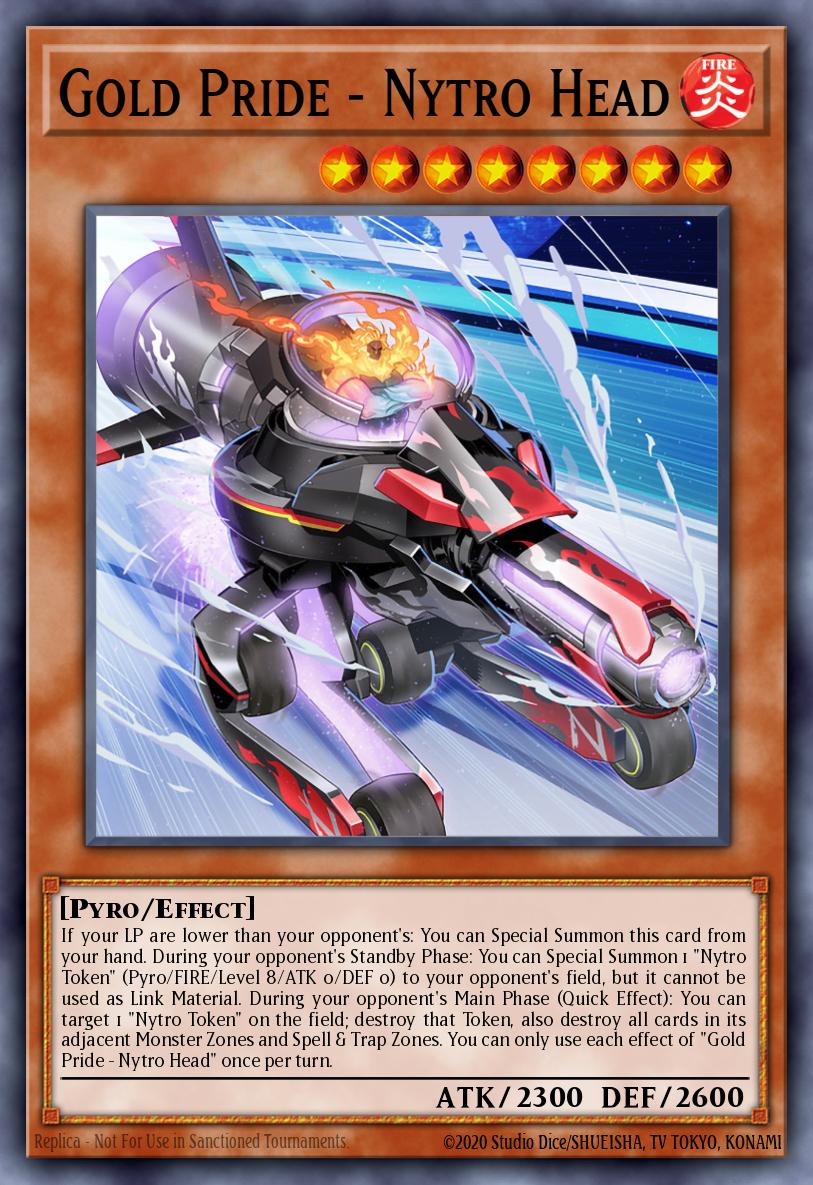 Gold Pride - Nytro Head
FIRE
炎
N
N
[Pyro/Effect]
If your LP are lower than your opponent's: You can Special Summon this card from
your hand. During your opponent's Standby Phase: You can Special Summon 1 "Nytro
Token" (Pyro/FIRE/Level 8/ATK 0/DEF 0) to your opponent's field, but it cannot be
used as Link Material. During your opponent's Main Phase (Quick Effect): You can
target 1 "Nytro Token" on the field; destroy that Token, also destroy all cards in its
adjacent Monster Zones and Spell & Trap Zones. You can only use each effect of "Gold
Pride - Nytro Head" once per turn.
ATK/2300 DEF/2600
Replica - Not For Use in Sanctioned Tournaments.
©2020 Studio Dice/SHUEISHA, TV TOKYO, KONAMI